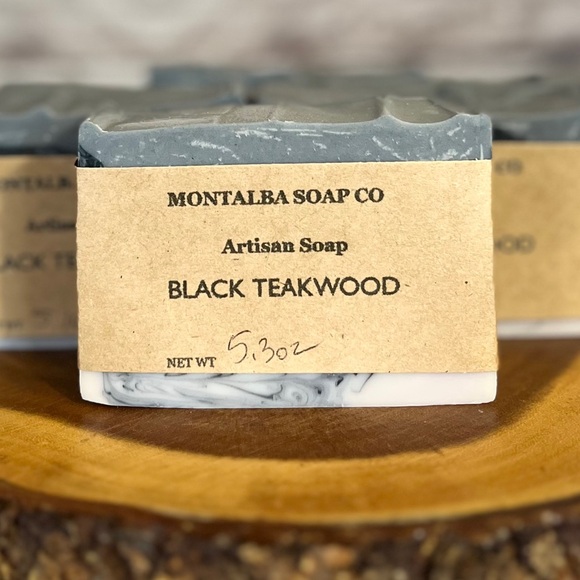 MONTALBA SOAP CO
Artisan Soap
BLACK TEAKWOOD
NET WT 5.3oz